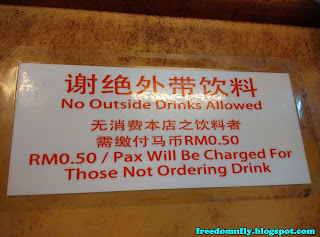 谢绝外带饮料
No Outside Drinks Allowed
无消费本店之饮料者
需缴付马币RM0.50
RM0.50 / Pax Will Be Charged For
Those Not Ordering Drink
freedomnfly.blogspot.com